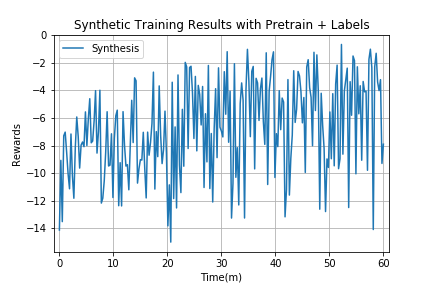 Synthetic Training Results with Pretrain + Labels
Synthesis
Rewards
0
−2
−4
−6
−8
−10
−12
−14
0 10 20 30 40 50 60
Time(m)